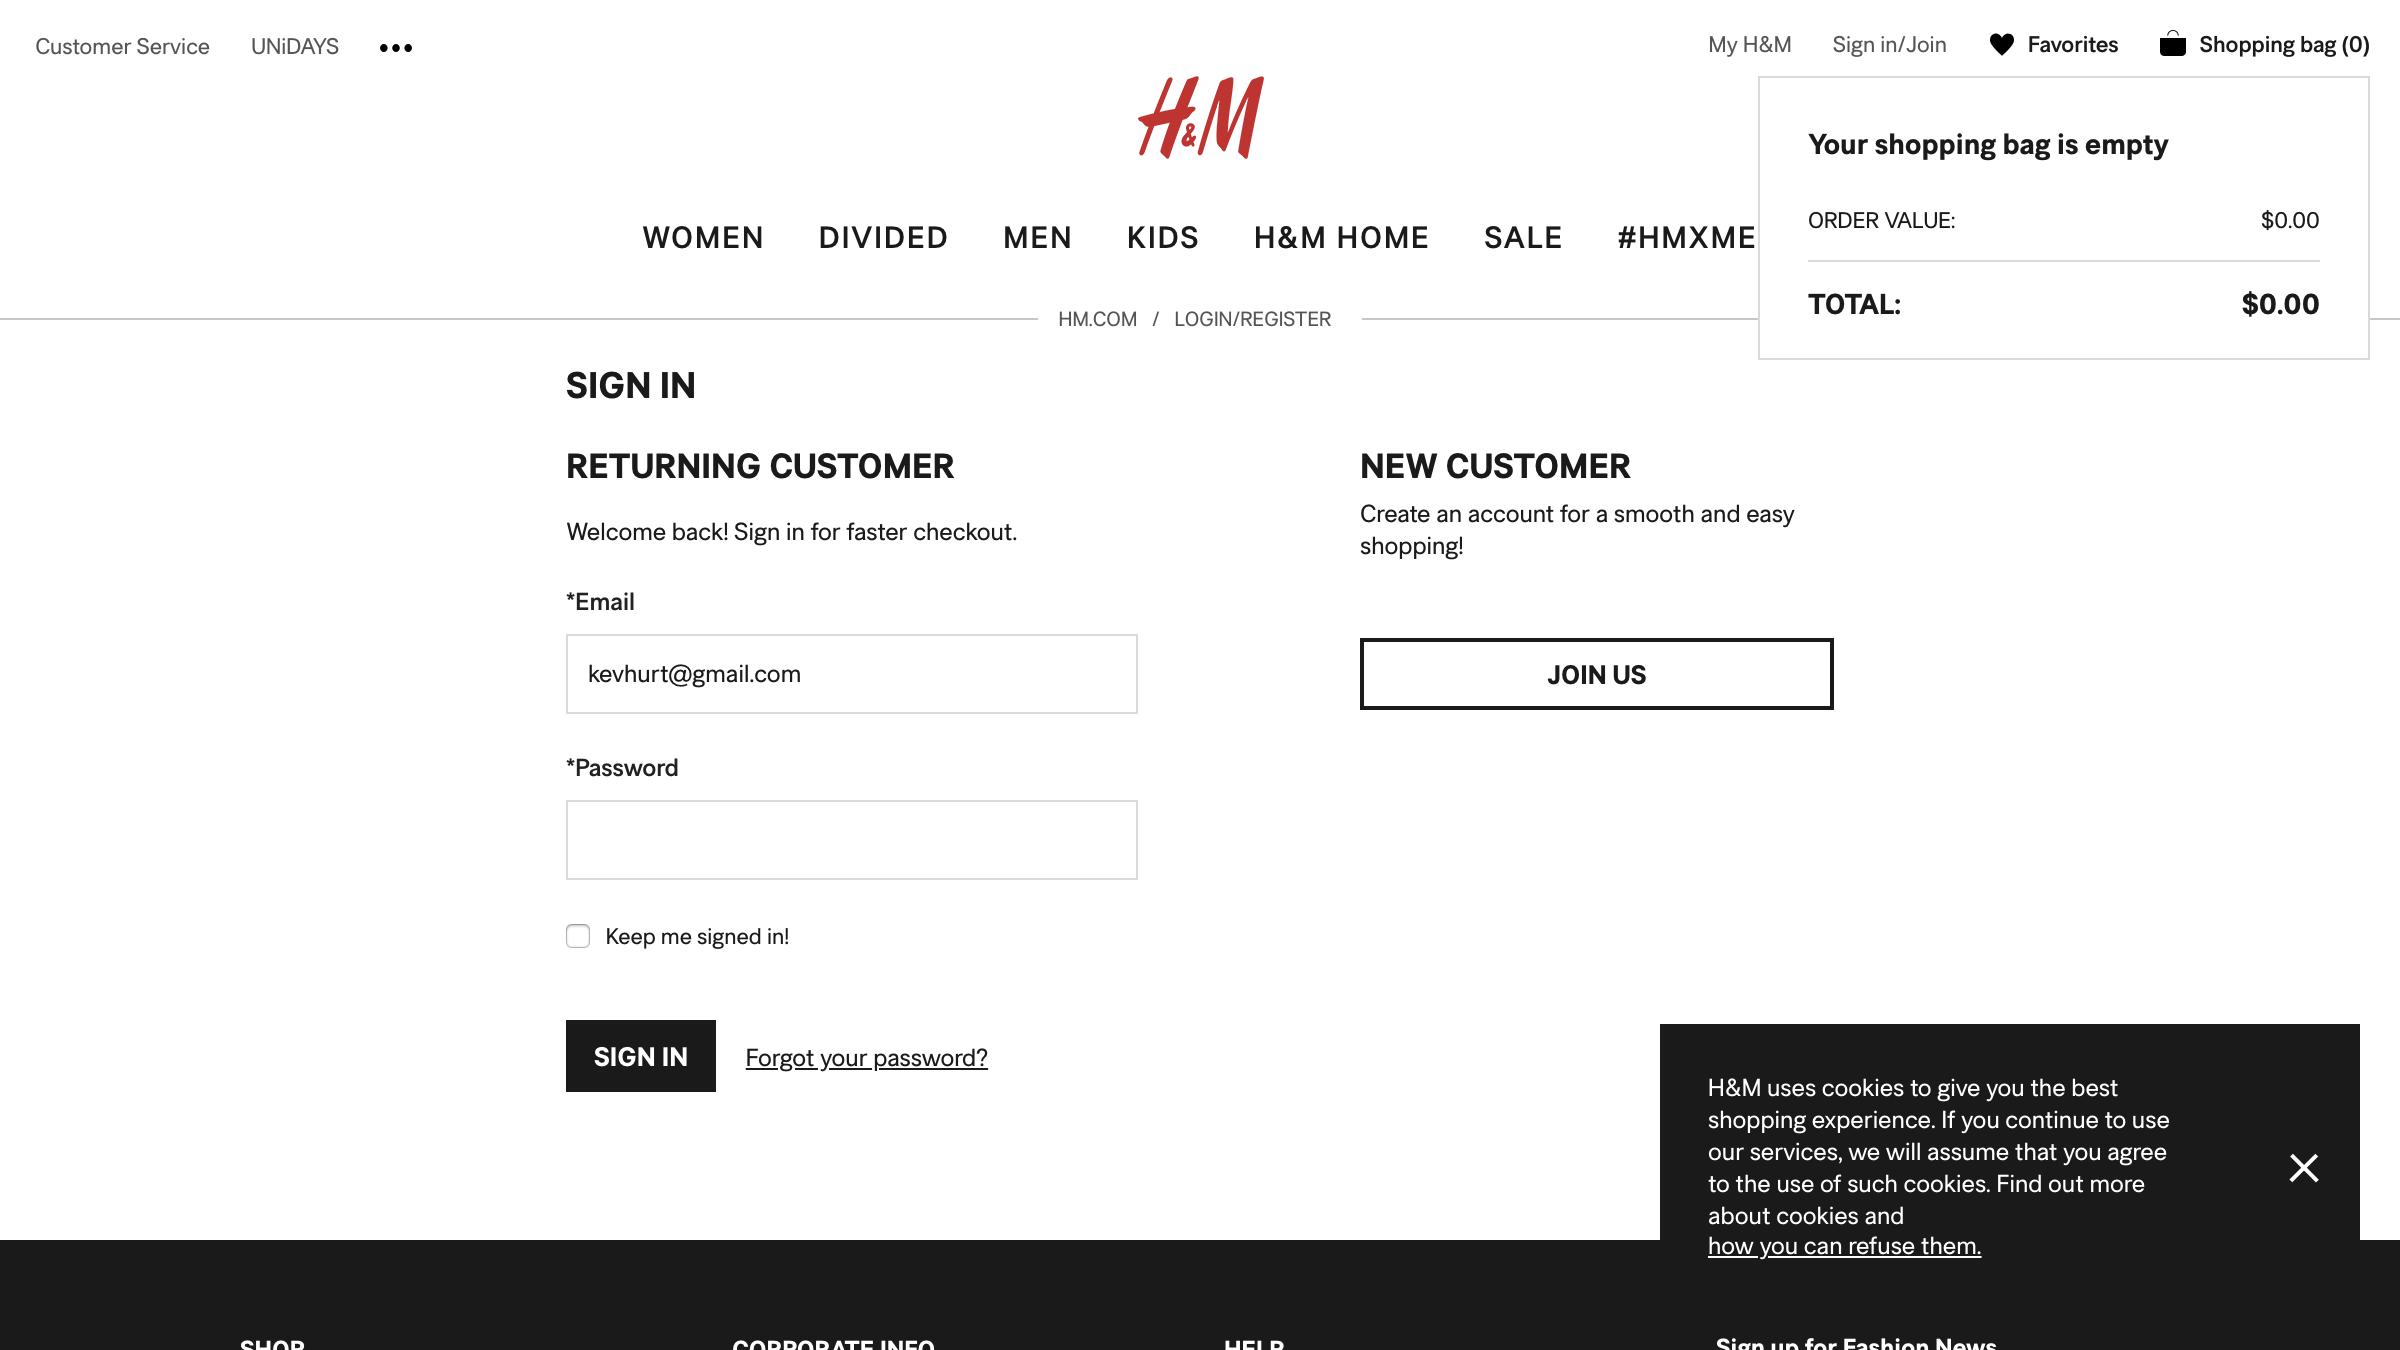 Customer Service
UNiDAYS
My H&M
Sign in/Join
Favorites
Shopping bag (0)
H&M
Your shopping bag is empty
ORDER VALUE: $0.00
TOTAL: $0.00
WOMEN
DIVIDED
MEN
KIDS
H&M HOME
SALE
#HMXME
HM.COM / LOGIN/REGISTER
SIGN IN
RETURNING CUSTOMER
Welcome back! Sign in for faster checkout.
*Email
kevhurt@gmail.com
*Password
Keep me signed in!
SIGN IN
Forgot your password?
NEW CUSTOMER
Create an account for a smooth and easy
shopping!
JOIN US
H&M uses cookies to give you the best
shopping experience. If you continue to use
our services, we will assume that you agree
to the use of such cookies. Find out more
about cookies and
how you can refuse them.
SHOP
CORPORATE INFO
HELP
Sign up for Fashion News